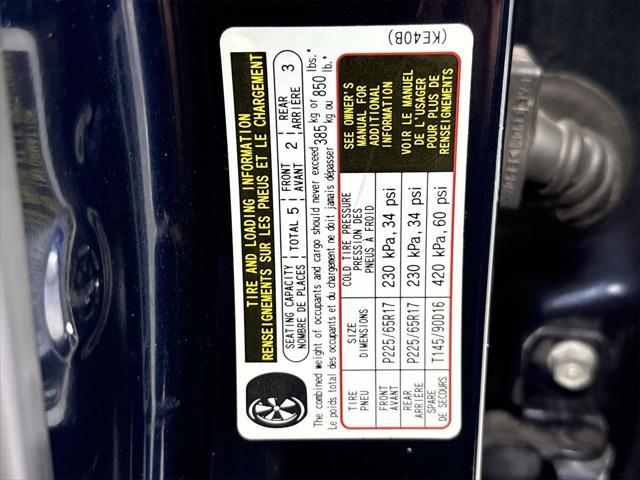 (KE40B)
TIRE AND LOADING INFORMATION
RENSEIGNEMENTS SUR LES PNEUS ET LE CHARGEMENT
SEATING CAPACITY
NOMBRE DE PLACES
TOTAL 5
FRONT
AVANT
2
REAR
ARRIÈRE
3
The combined weight of occupants and cargo should never exceed 385 kg or 850 lbs.*
Le poids total des occupants et du chargement ne doit jamais dépasser kg ou lb.*
TIRE
PNEU
SIZE
DIMENSIONS
COLD TIRE PRESSURE
PRESSION DES
PNEUS À FROID
SEE OWNER'S
MANUAL FOR
ADDITIONAL
INFORMATION
VOIR LE MANUEL
DE L'USAGER
POUR PLUS DE
RENSEIGNEMENTS
FRONT
AVANT
P225/65R17
230 kPa, 34 psi
REAR
ARRIÈRE
P225/65R17
230 kPa, 34 psi
SPARE
DE SECOURS
T145/90D16
420 kPa, 60 psi